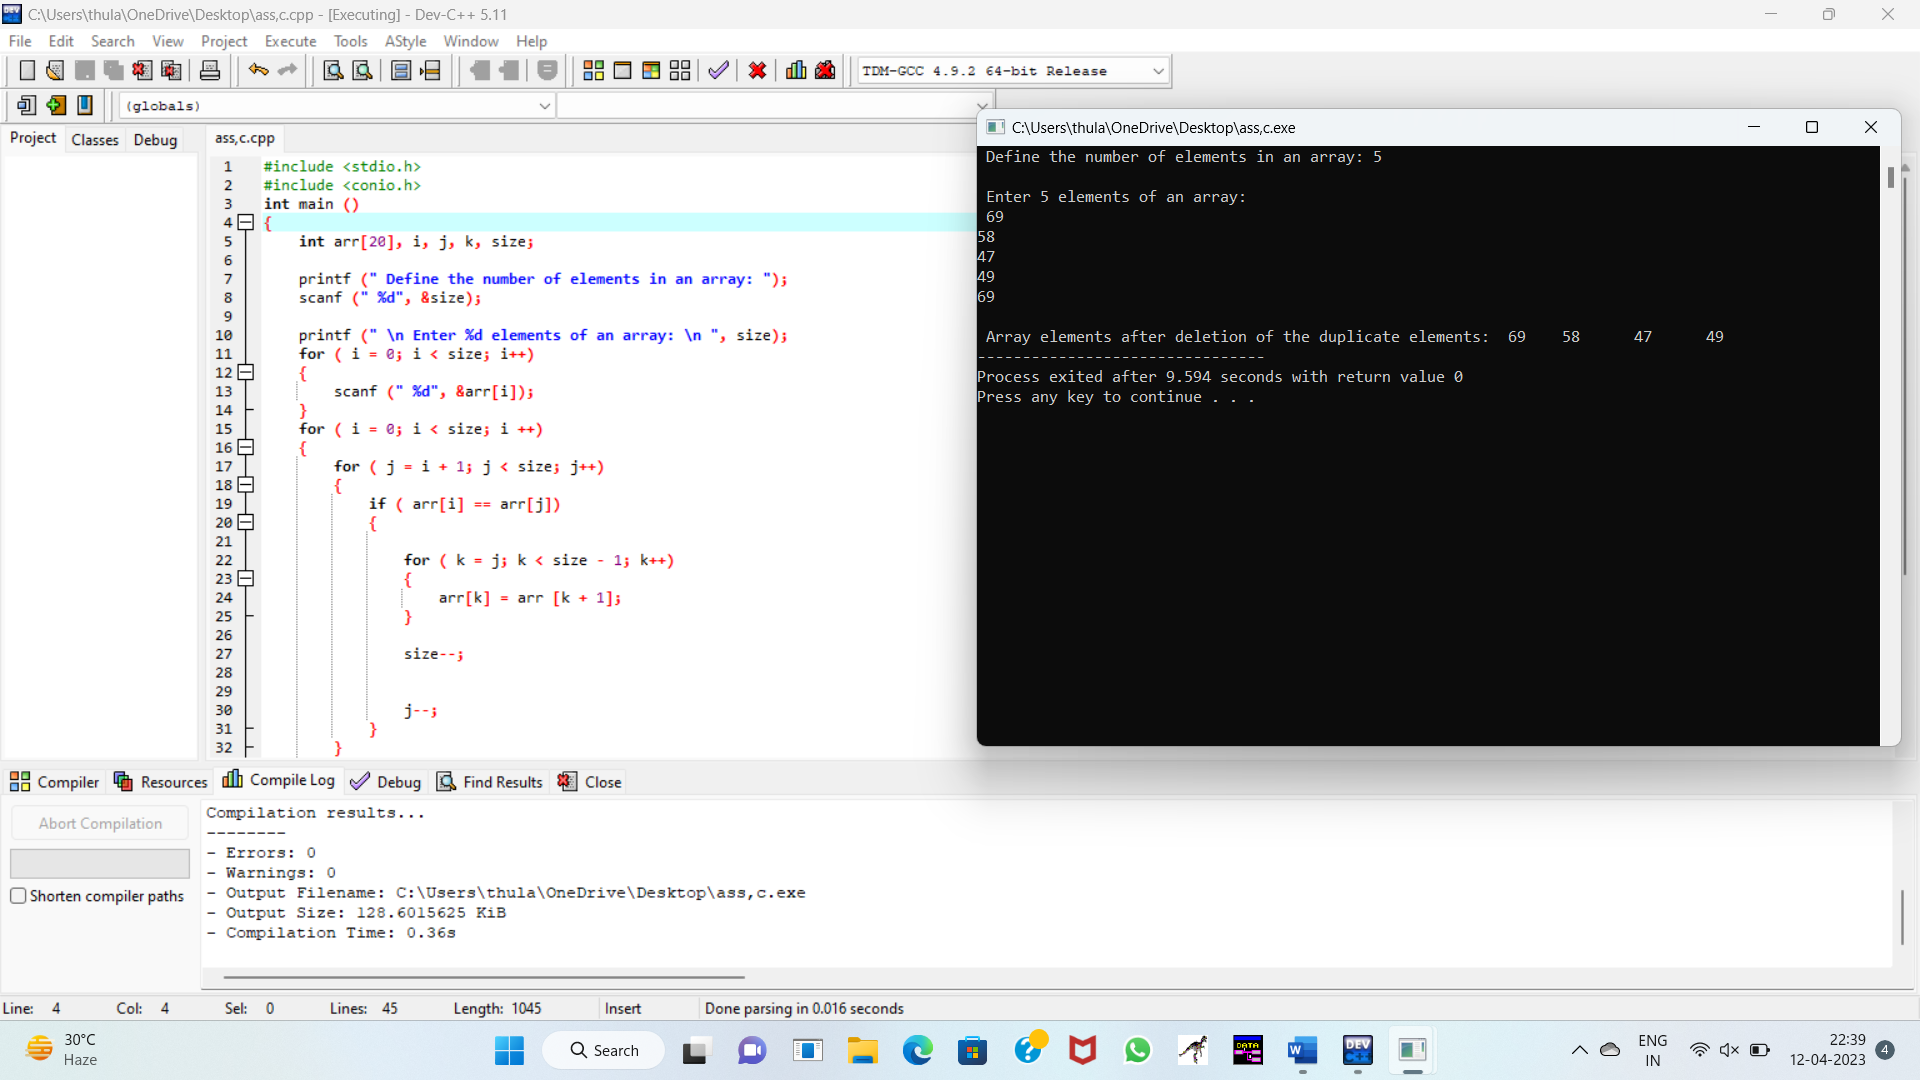 C:\Users\thula\OneDrive\Desktop\ass,c.cpp - [Executing] - Dev-C++ 5.11
File Edit Search View Project Execute Tools AStyle Window Help
TDM-GCC 4.9.2 64-bit Release
(globals)
Project Classes Debug
ass,c.cpp
1 #include <stdio.h>
2 #include <conio.h>
3 int main ()
4 {
5 int arr[20], i, j, k, size;
6
7 printf (" Define the number of elements in an array: ");
8 scanf (" %d", &size);
9
10 printf (" \n Enter %d elements of an array: \n ", size);
11 for ( i = 0; i < size; i++)
12 {
13 scanf (" %d", &arr[i]);
14 }
15 for ( i = 0; i < size; i ++)
16 {
17 for ( j = i + 1; j < size; j++)
18 {
19 if ( arr[i] == arr[j])
20 {
21
22 for ( k = j; k < size - 1; k++)
23 {
24 arr[k] = arr [k + 1];
25 }
26
27 size--;
28
29
30 j--;
31 }
32 }
C:\Users\thula\OneDrive\Desktop\ass,c.exe
Define the number of elements in an array: 5
Enter 5 elements of an array:
69
58
47
49
69
Array elements after deletion of the duplicate elements: 69 58 47 49
--------------------------------
Process exited after 9.594 seconds with return value 0
Press any key to continue . . .
Compiler Resources Compile Log Debug Find Results Close
Abort Compilation
Shorten compiler paths
Compilation results...
--------
- Errors: 0
- Warnings: 0
- Output Filename: C:\Users\thula\OneDrive\Desktop\ass,c.exe
- Output Size: 128.6015625 KiB
- Compilation Time: 0.36s
Line: 4 Col: 4 Sel: 0 Lines: 45 Length: 1045 Insert Done parsing in 0.016 seconds
30°C
Haze
Search
DATA
W
DEV
ENG
IN
22:39
12-04-2023
4